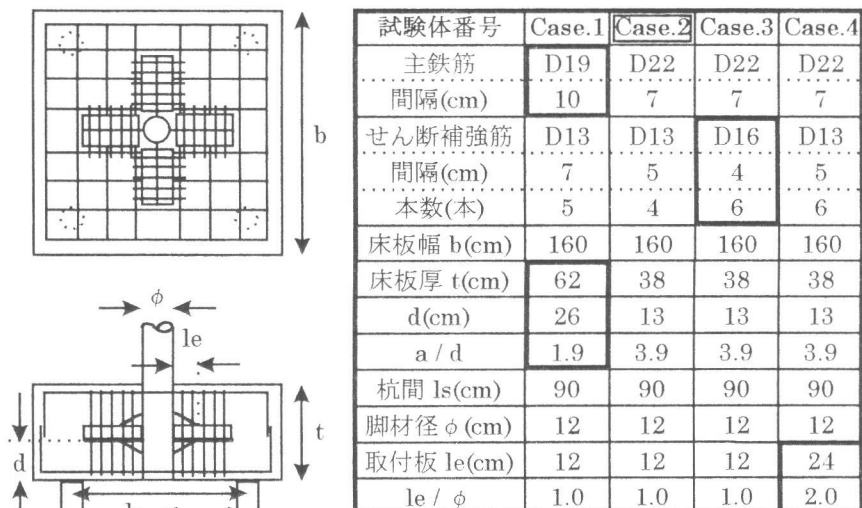 b
φ
le
t
d
試験体番号 Case.1 Case.2 Case.3 Case.4
主鉄筋 D19 D22 D22 D22
間隔(cm) 10 7 7 7
せん断補強筋 D13 D13 D16 D13
間隔(cm) 7 5 4 5
本数(本) 5 4 6 6
床板幅 b(cm) 160 160 160 160
床板厚 t(cm) 62 38 38 38
d(cm) 26 13 13 13
a / d 1.9 3.9 3.9 3.9
杭間 ls(cm) 90 90 90 90
脚材径 φ(cm) 12 12 12 12
取付板 le(cm) 12 12 12 24
le / φ 1.0 1.0 1.0 2.0